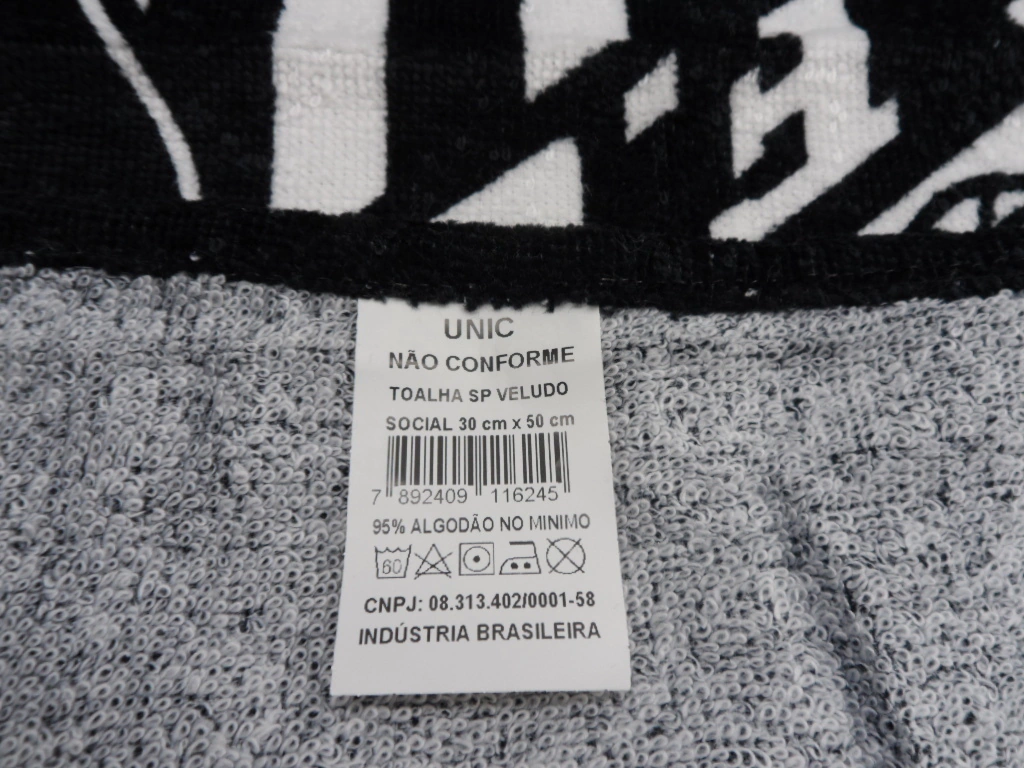 UNIC
NÃO CONFORME
TOALHA SP VELUDO
SOCIAL 30 cm x 50 cm
7 892409 116245
95% ALGODÃO NO MINIMO
60
CNPJ: 08.313.402/0001-58
INDÚSTRIA BRASILEIRA